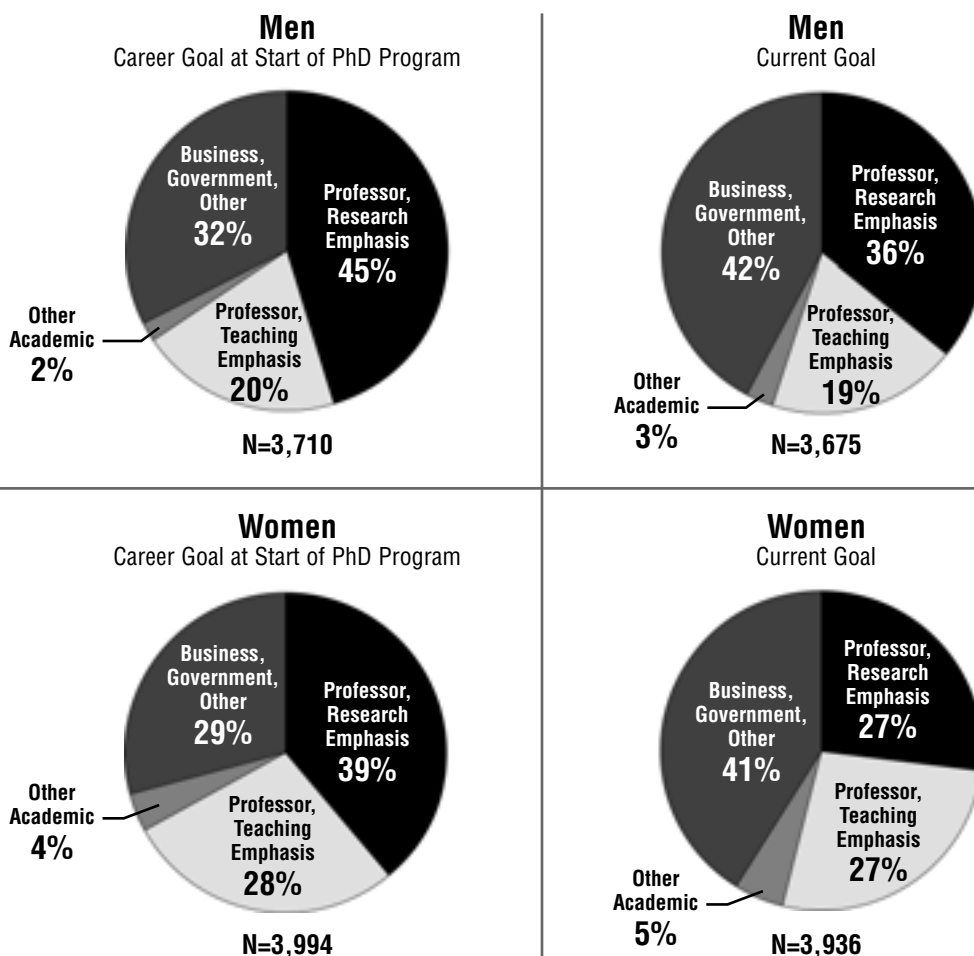 Men
Career Goal at Start of PhD Program
Business,
Government,
Other
32%
Professor,
Research
Emphasis
45%
Other
Academic
2%
Professor,
Teaching
Emphasis
20%
N=3,710
Men
Current Goal
Business,
Government,
Other
42%
Professor,
Research
Emphasis
36%
Other
Academic
3%
Professor,
Teaching
Emphasis
19%
N=3,675
Women
Career Goal at Start of PhD Program
Business,
Government,
Other
29%
Professor,
Research
Emphasis
39%
Other
Academic
4%
Professor,
Teaching
Emphasis
28%
N=3,994
Women
Current Goal
Business,
Government,
Other
41%
Professor,
Research
Emphasis
27%
Other
Academic
5%
Professor,
Teaching
Emphasis
27%
N=3,936